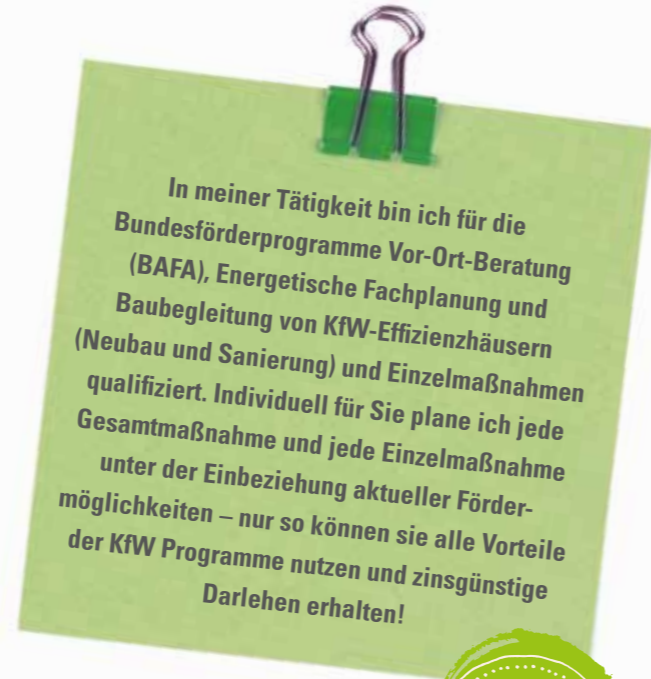 In meiner Tätigkeit bin ich für die
Bundesförderprogramme Vor-Ort-Beratung
(BAFA), Energetische Fachplanung und
Baubegleitung von KfW-Effizienzhäusern
(Neubau und Sanierung) und Einzelmaßnahmen
qualifiziert. Individuell für Sie plane ich jede
Gesamtmaßnahme und jede Einzelmaßnahme
unter der Einbeziehung aktueller Förder-
möglichkeiten – nur so können sie alle Vorteile
der KfW Programme nutzen und zinsgünstige
Darlehen erhalten!